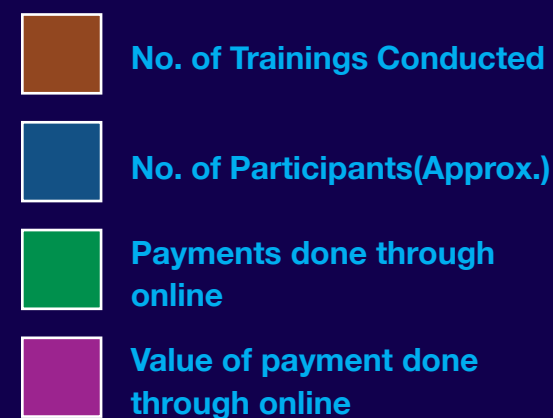 No. of Trainings Conducted
No. of Participants(Approx.)
Payments done through
online
Value of payment done
through online